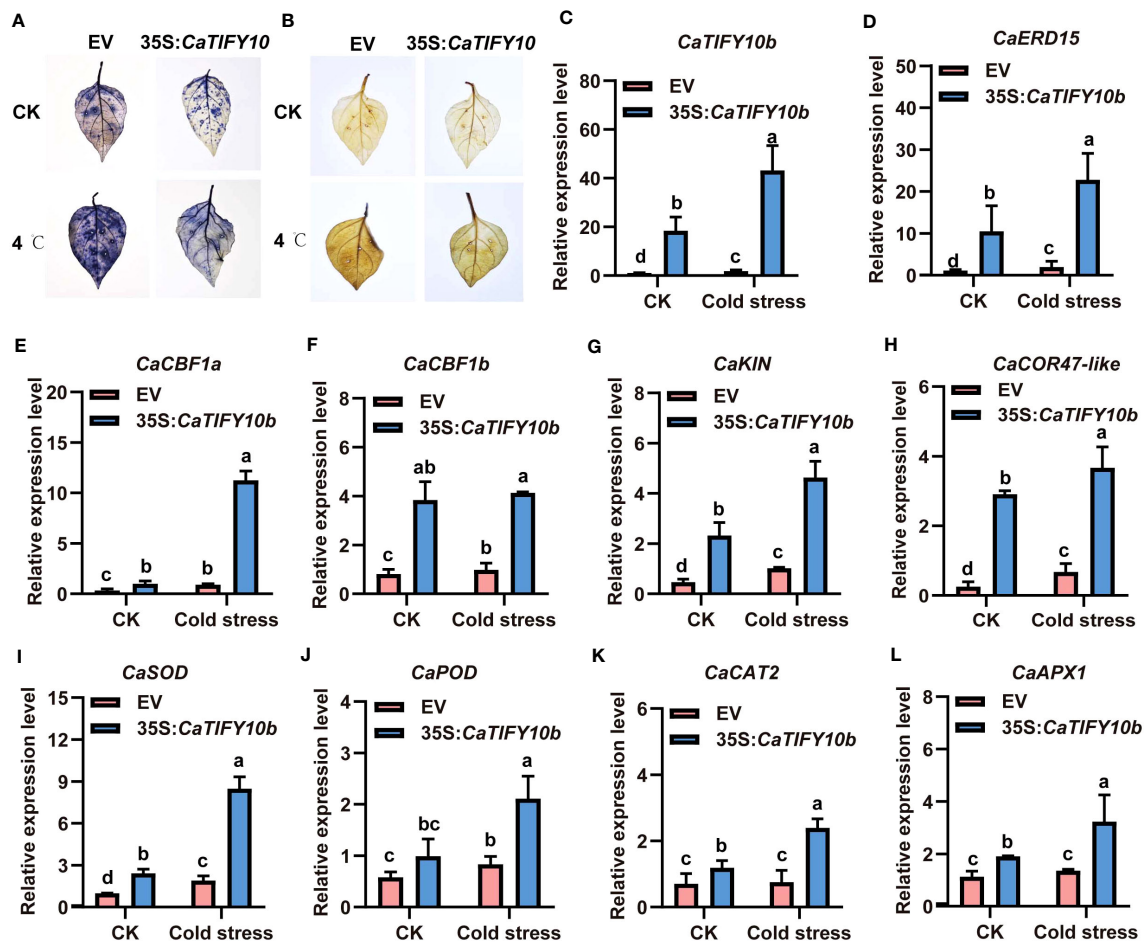 A
EV 35S:CaTIFY10
CK
4 ℃
B
EV 35S:CaTIFY10
CK
4 ℃
C
CaTIFY10b
Relative expression level
80
60
40
20
0
EV
35S:CaTIFY10b
d b c a
CK Cold stress
D
CaERD15
Relative expression level
50
40
30
20
10
0
EV
35S:CaTIFY10b
d b c a
CK Cold stress
E
CaCBF1a
Relative expression level
20
15
10
5
0
EV
35S:CaTIFY10b
c b b a
CK Cold stress
F
CaCBF1b
Relative expression level
8
6
4
2
0
EV
35S:CaTIFY10b
c ab b a
CK Cold stress
G
CaKIN
Relative expression level
8
6
4
2
0
EV
35S:CaTIFY10b
d b c a
CK Cold stress
H
CaCOR47-like
Relative expression level
6
4
2
0
EV
35S:CaTIFY10b
d b c a
CK Cold stress
I
CaSOD
Relative expression level
15
12
9
6
3
0
EV
35S:CaTIFY10b
d b c a
CK Cold stress
J
CaPOD
Relative expression level
4
3
2
1
0
EV
35S:CaTIFY10b
c bc b a
CK Cold stress
K
CaCAT2
Relative expression level
6
4
2
0
EV
35S:CaTIFY10b
c b c a
CK Cold stress
L
CaAPX1
Relative expression level
8
6
4
2
0
EV
35S:CaTIFY10b
c b c a
CK Cold stress